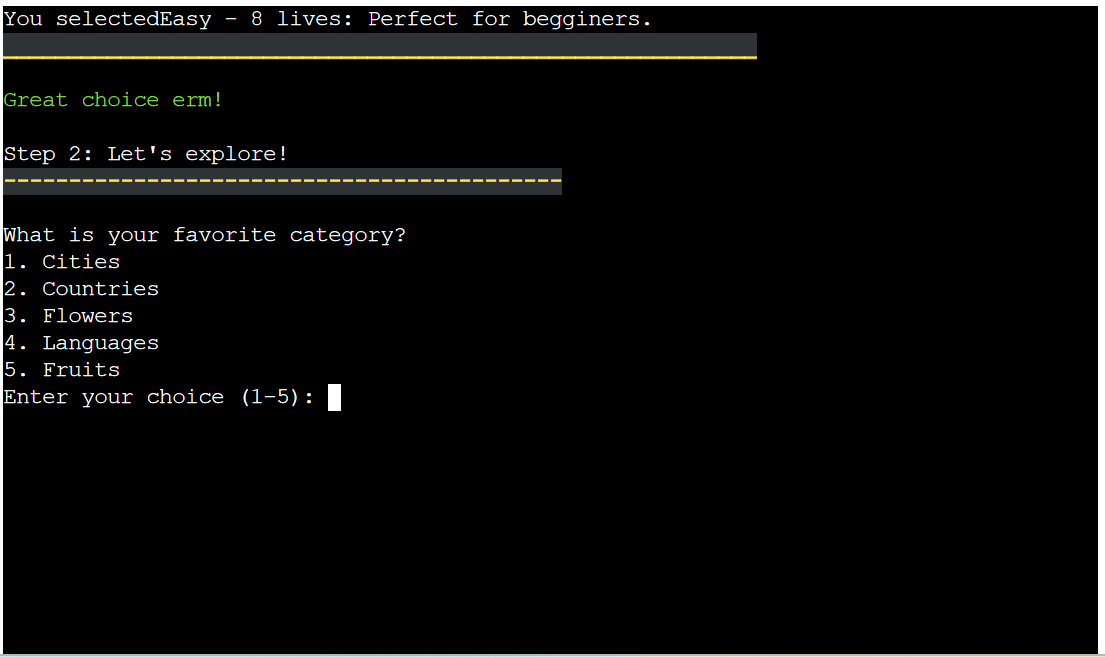 You selectedEasy - 8 lives: Perfect for begginers.
__________________________________________________________
Great choice erm!
Step 2: Let's explore!
-------------------------------------------
What is your favorite category?
1. Cities
2. Countries
3. Flowers
4. Languages
5. Fruits
Enter your choice (1-5):